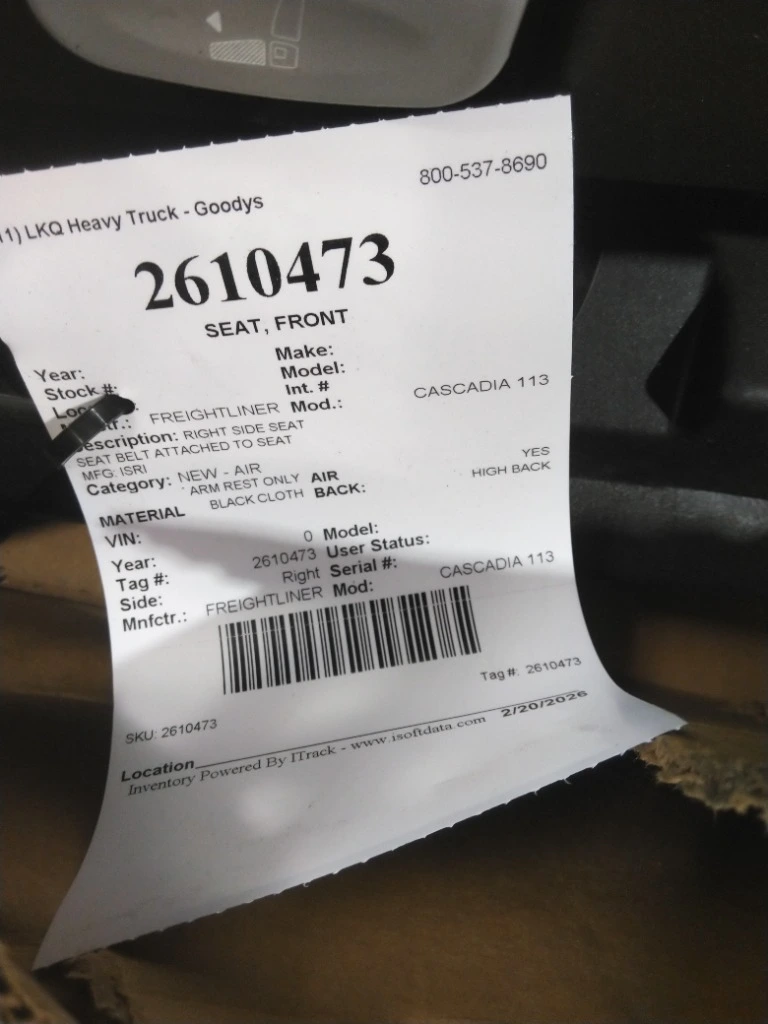 11) LKQ Heavy Truck - Goodys
800-537-8690
2610473
SEAT, FRONT
Year: Make:
Stock #: Model:
Int. #
FREIGHTLINER Mod.: CASCADIA 113
Description: RIGHT SIDE SEAT
SEAT BELT ATTACHED TO SEAT
MFG: ISRI
Category: NEW - AIR
ARM REST ONLY AIR YES
MATERIAL BLACK CLOTH BACK: HIGH BACK
VIN:
Year: 0 Model:
Tag #: 2610473 User Status:
Side: Right Serial #:
Mnfctr.: FREIGHTLINER Mod: CASCADIA 113
Tag #: 2610473
SKU: 2610473
Location
Inventory Powered By ITrack - www.isoftdata.com 2/20/2026